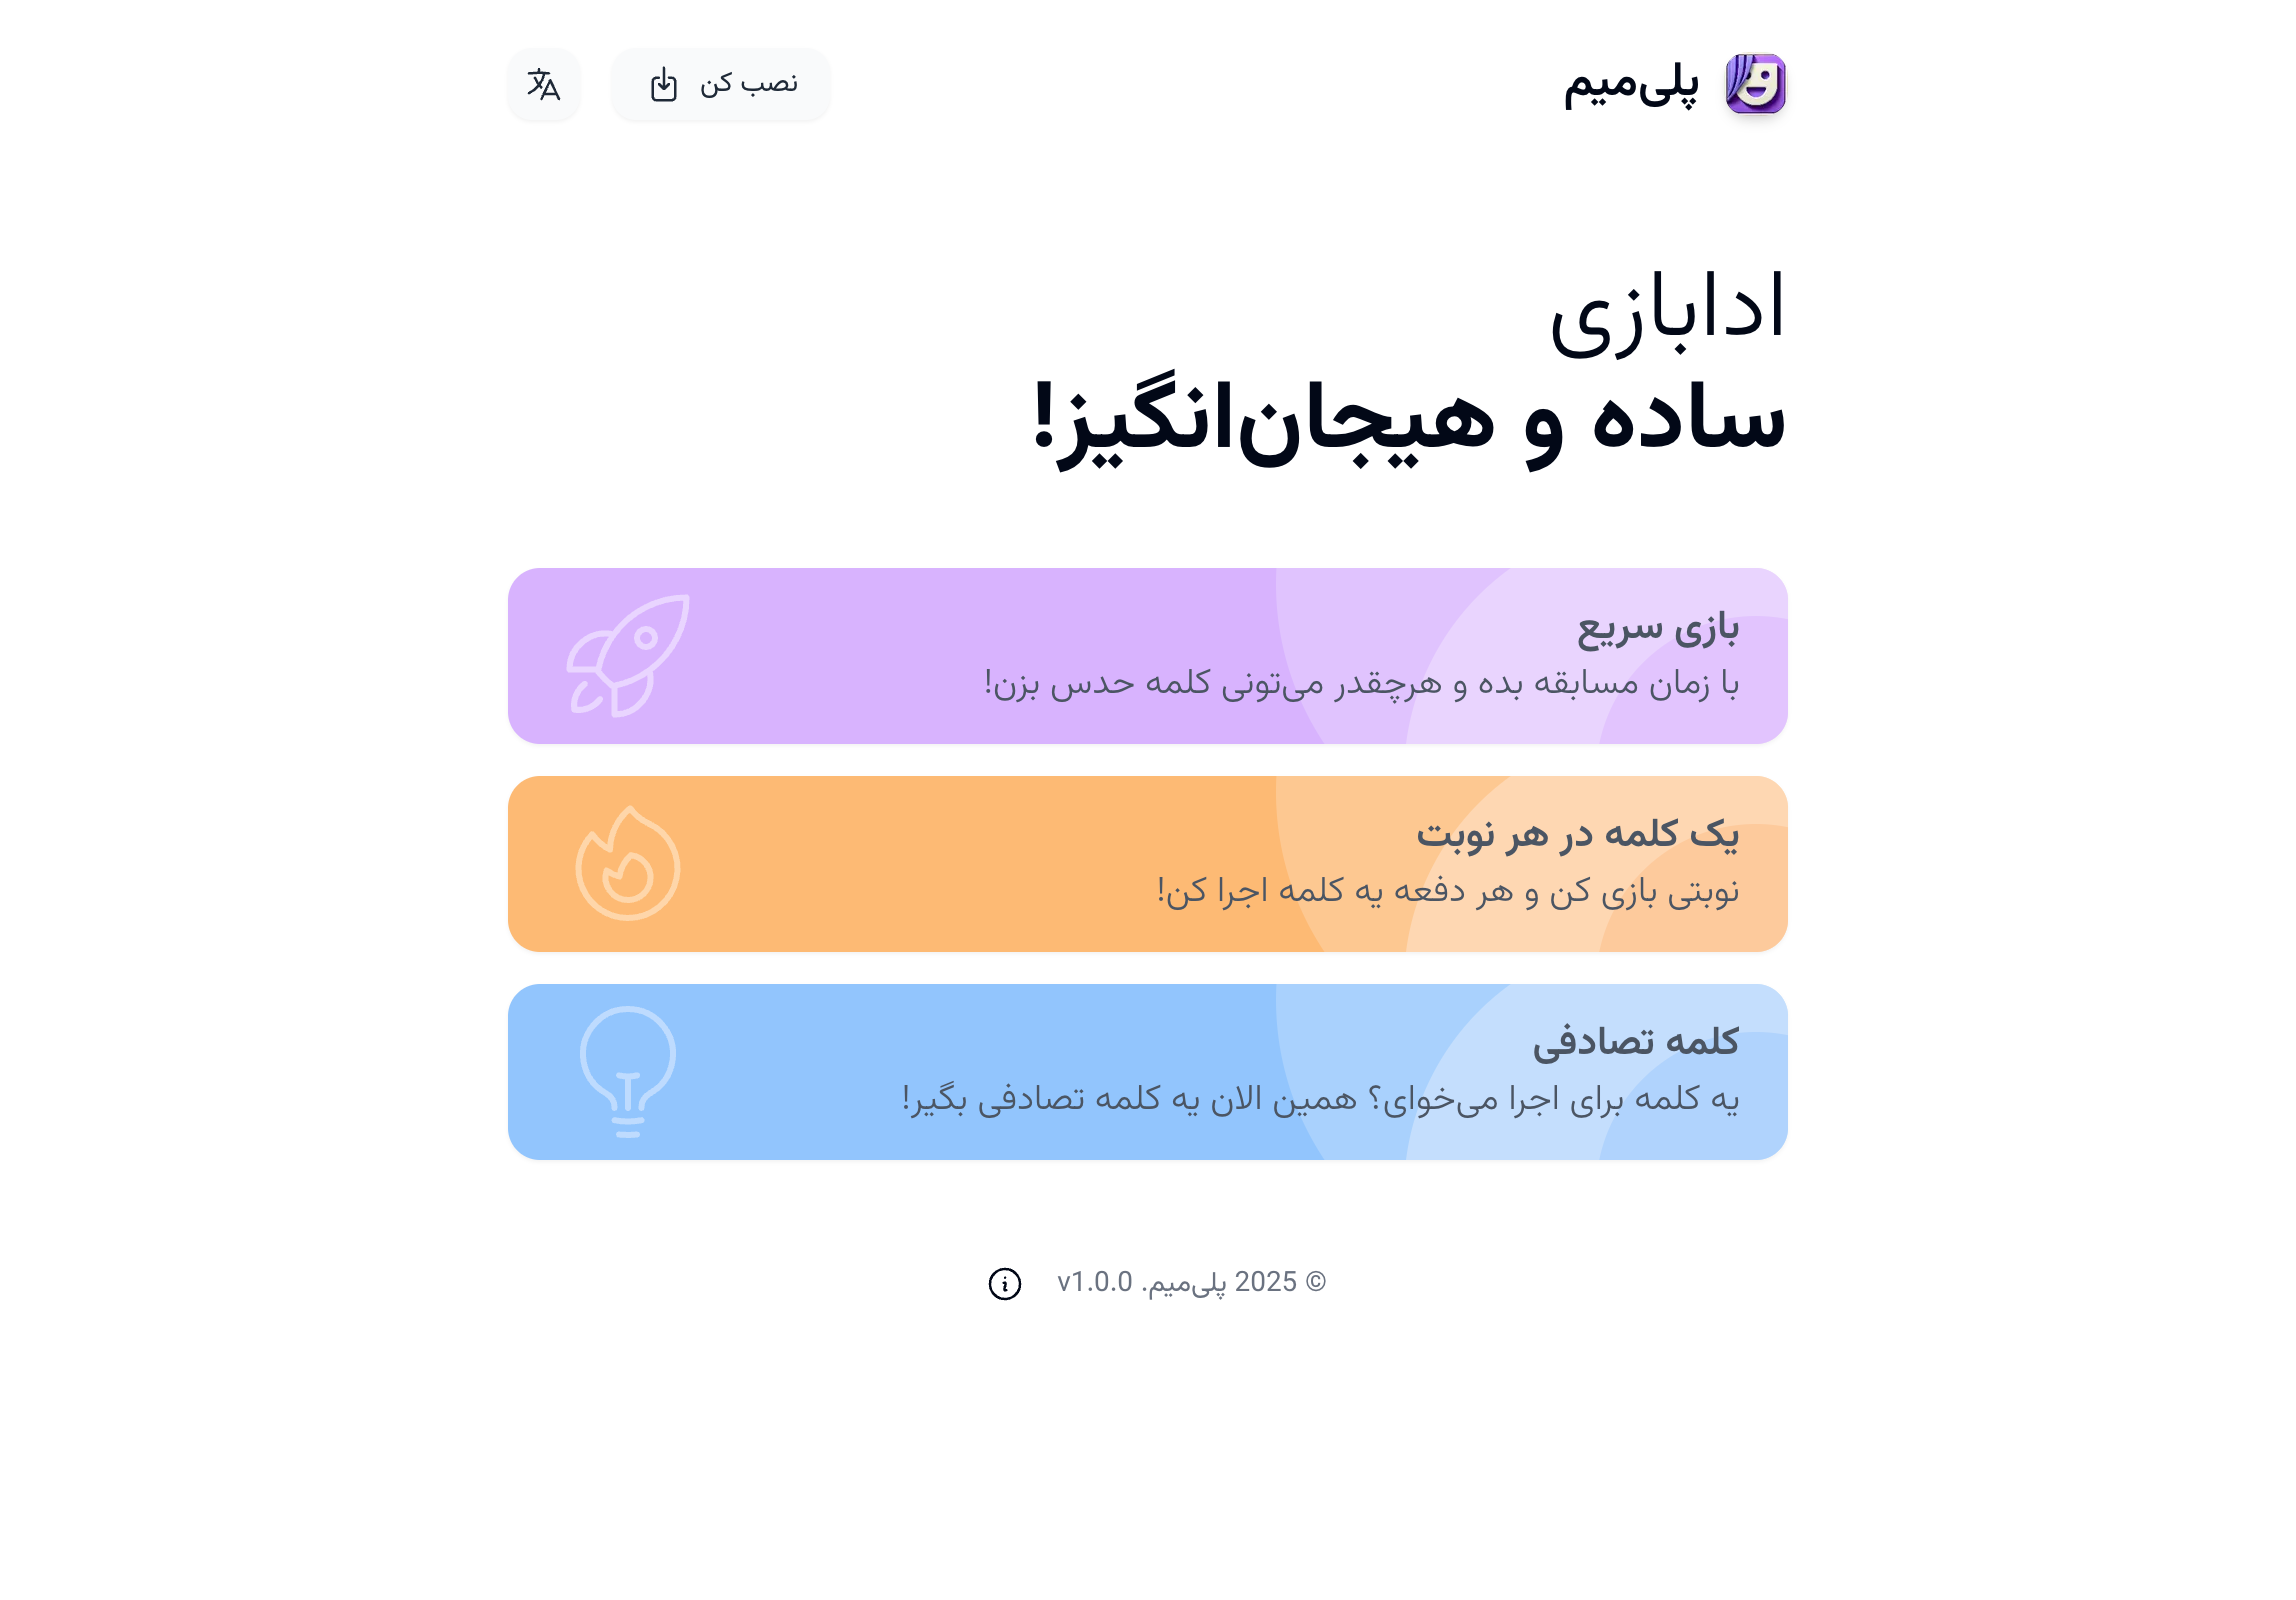 پلی‌میم
نصب کن
ادابازی
ساده و هیجان‌انگیز!
بازی سریع
با زمان مسابقه بده و هرچقدر می‌تونی کلمه حدس بزن!
یک کلمه در هر نوبت
نوبتی بازی کن و هر دفعه یه کلمه اجرا کن!
کلمه تصادفی
یه کلمه برای اجرا می‌خوای؟ همین الان یه کلمه تصادفی بگیر!
© 2025 پلی‌میم. v1.0.0